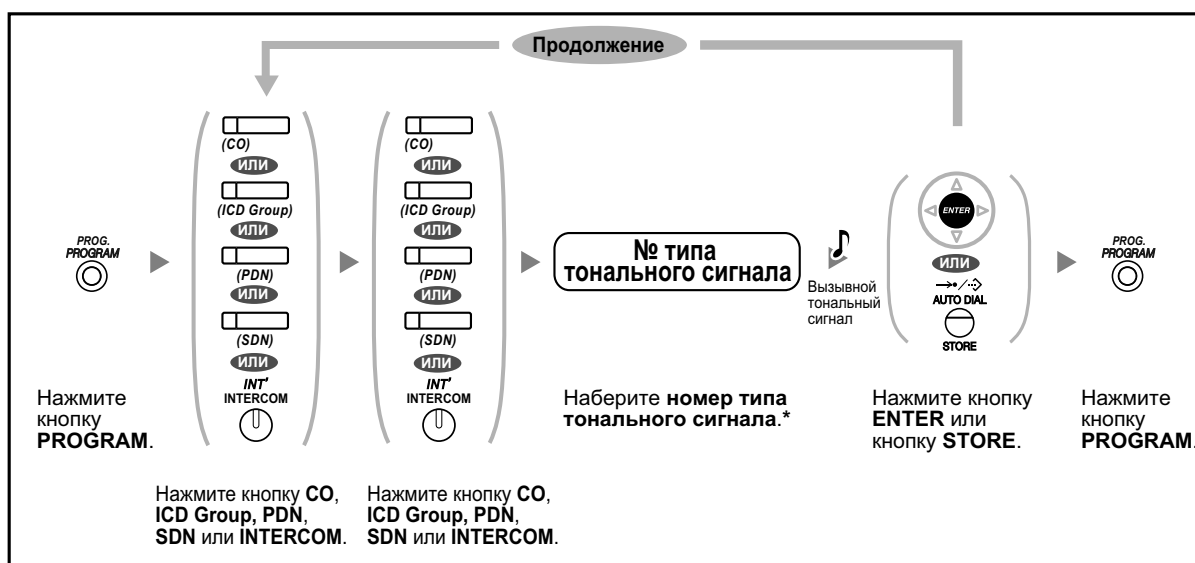 Продолжение
PROG.
PROGRAM
Нажмите
кнопку
PROGRAM.
(CO)
ИЛИ
(ICD Group)
ИЛИ
(PDN)
ИЛИ
(SDN)
ИЛИ
INT'
INTERCOM
Нажмите кнопку CO,
ICD Group, PDN,
SDN или INTERCOM.
(CO)
ИЛИ
(ICD Group)
ИЛИ
(PDN)
ИЛИ
(SDN)
ИЛИ
INT'
INTERCOM
Нажмите кнопку CO,
ICD Group, PDN,
SDN или INTERCOM.
№ типа
тонального сигнала
Наберите номер типа
тонального сигнала.*
Вызывной
тональный
сигнал
ENTER
ИЛИ
AUTO DIAL
STORE
Нажмите кнопку
ENTER или
кнопку STORE.
PROG.
PROGRAM
Нажмите
кнопку
PROGRAM.